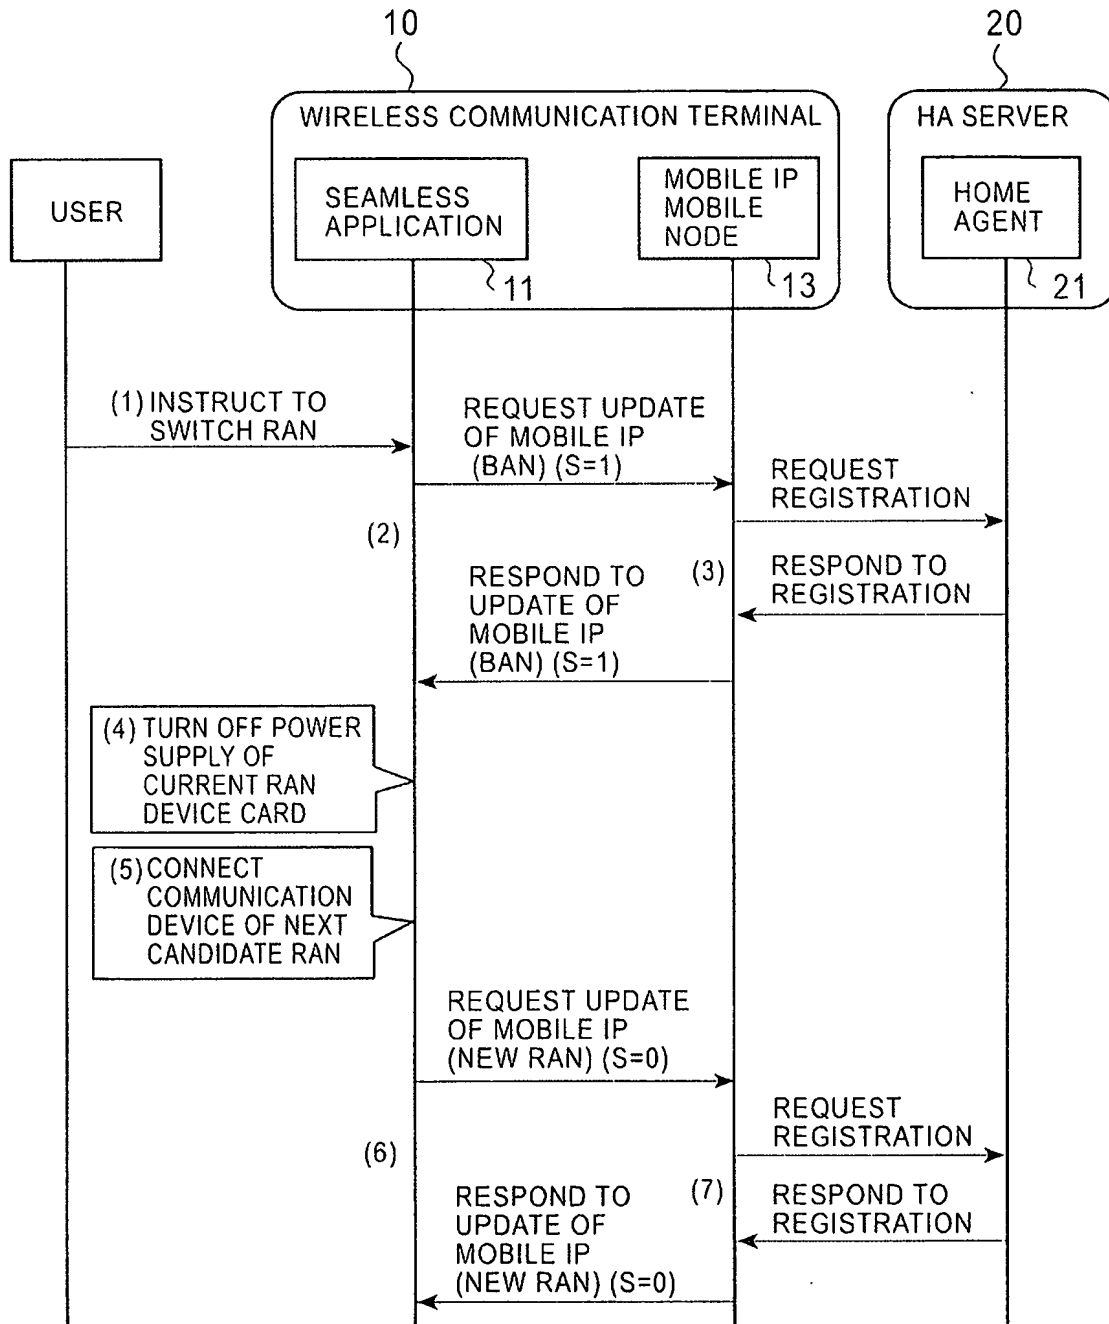 10
20
WIRELESS COMMUNICATION TERMINAL
HA SERVER
USER
SEAMLESS
APPLICATION
11
MOBILE IP
MOBILE
NODE
13
HOME
AGENT
21
(1) INSTRUCT TO
SWITCH RAN
REQUEST UPDATE
OF MOBILE IP
(BAN) (S=1)
REQUEST
REGISTRATION
(2)
(3)
RESPOND TO
REGISTRATION
RESPOND TO
UPDATE OF
MOBILE IP
(BAN) (S=1)
(4) TURN OFF POWER
SUPPLY OF
CURRENT RAN
DEVICE CARD
(5) CONNECT
COMMUNICATION
DEVICE OF NEXT
CANDIDATE RAN
REQUEST UPDATE
OF MOBILE IP
(NEW RAN) (S=0)
REQUEST
REGISTRATION
(6)
(7)
RESPOND TO
REGISTRATION
RESPOND TO
UPDATE OF
MOBILE IP
(NEW RAN) (S=0)